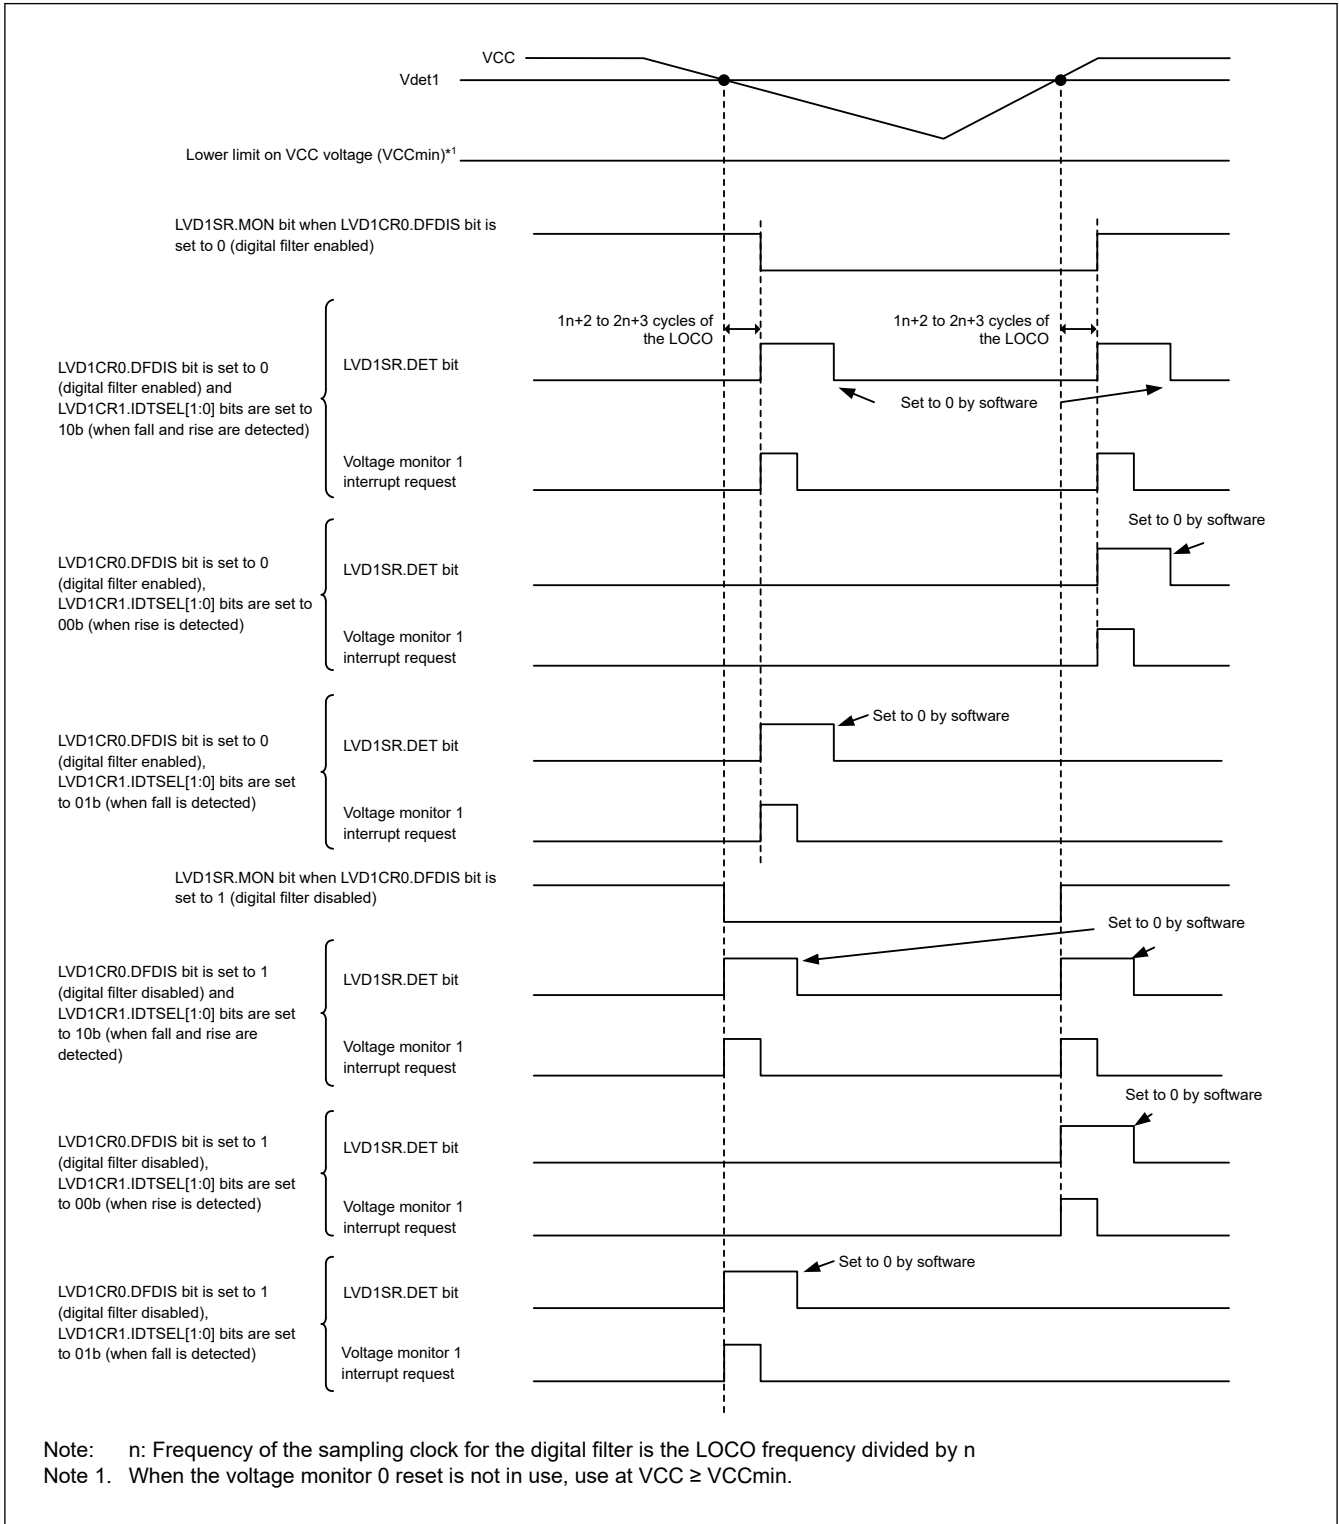 VCC
Vdet1
Lower limit on VCC voltage (VCCmin)*1
LVD1SR.MON bit when LVD1CR0.DFDIS bit is
set to 0 (digital filter enabled)
1n+2 to 2n+3 cycles of
the LOCO
1n+2 to 2n+3 cycles of
the LOCO
LVD1CR0.DFDIS bit is set to 0
(digital filter enabled) and
LVD1CR1.IDTSEL[1:0] bits are set to
10b (when fall and rise are detected)
LVD1SR.DET bit
Set to 0 by software
Voltage monitor 1
interrupt request
Set to 0 by software
LVD1CR0.DFDIS bit is set to 0
(digital filter enabled),
LVD1CR1.IDTSEL[1:0] bits are set to
00b (when rise is detected)
LVD1SR.DET bit
Voltage monitor 1
interrupt request
Set to 0 by software
LVD1CR0.DFDIS bit is set to 0
(digital filter enabled),
LVD1CR1.IDTSEL[1:0] bits are set
to 01b (when fall is detected)
LVD1SR.DET bit
Voltage monitor 1
interrupt request
LVD1SR.MON bit when LVD1CR0.DFDIS bit is
set to 1 (digital filter disabled)
Set to 0 by software
LVD1CR0.DFDIS bit is set to 1
(digital filter disabled) and
LVD1CR1.IDTSEL[1:0] bits are set
to 10b (when fall and rise are
detected)
LVD1SR.DET bit
Voltage monitor 1
interrupt request
Set to 0 by software
LVD1CR0.DFDIS bit is set to 1
(digital filter disabled),
LVD1CR1.IDTSEL[1:0] bits are set
to 00b (when rise is detected)
LVD1SR.DET bit
Voltage monitor 1
interrupt request
Set to 0 by software
LVD1CR0.DFDIS bit is set to 1
(digital filter disabled),
LVD1CR1.IDTSEL[1:0] bits are set
to 01b (when fall is detected)
LVD1SR.DET bit
Voltage monitor 1
interrupt request
Note: n: Frequency of the sampling clock for the digital filter is the LOCO frequency divided by n
Note 1. When the voltage monitor 0 reset is not in use, use at VCC ≥ VCCmin.